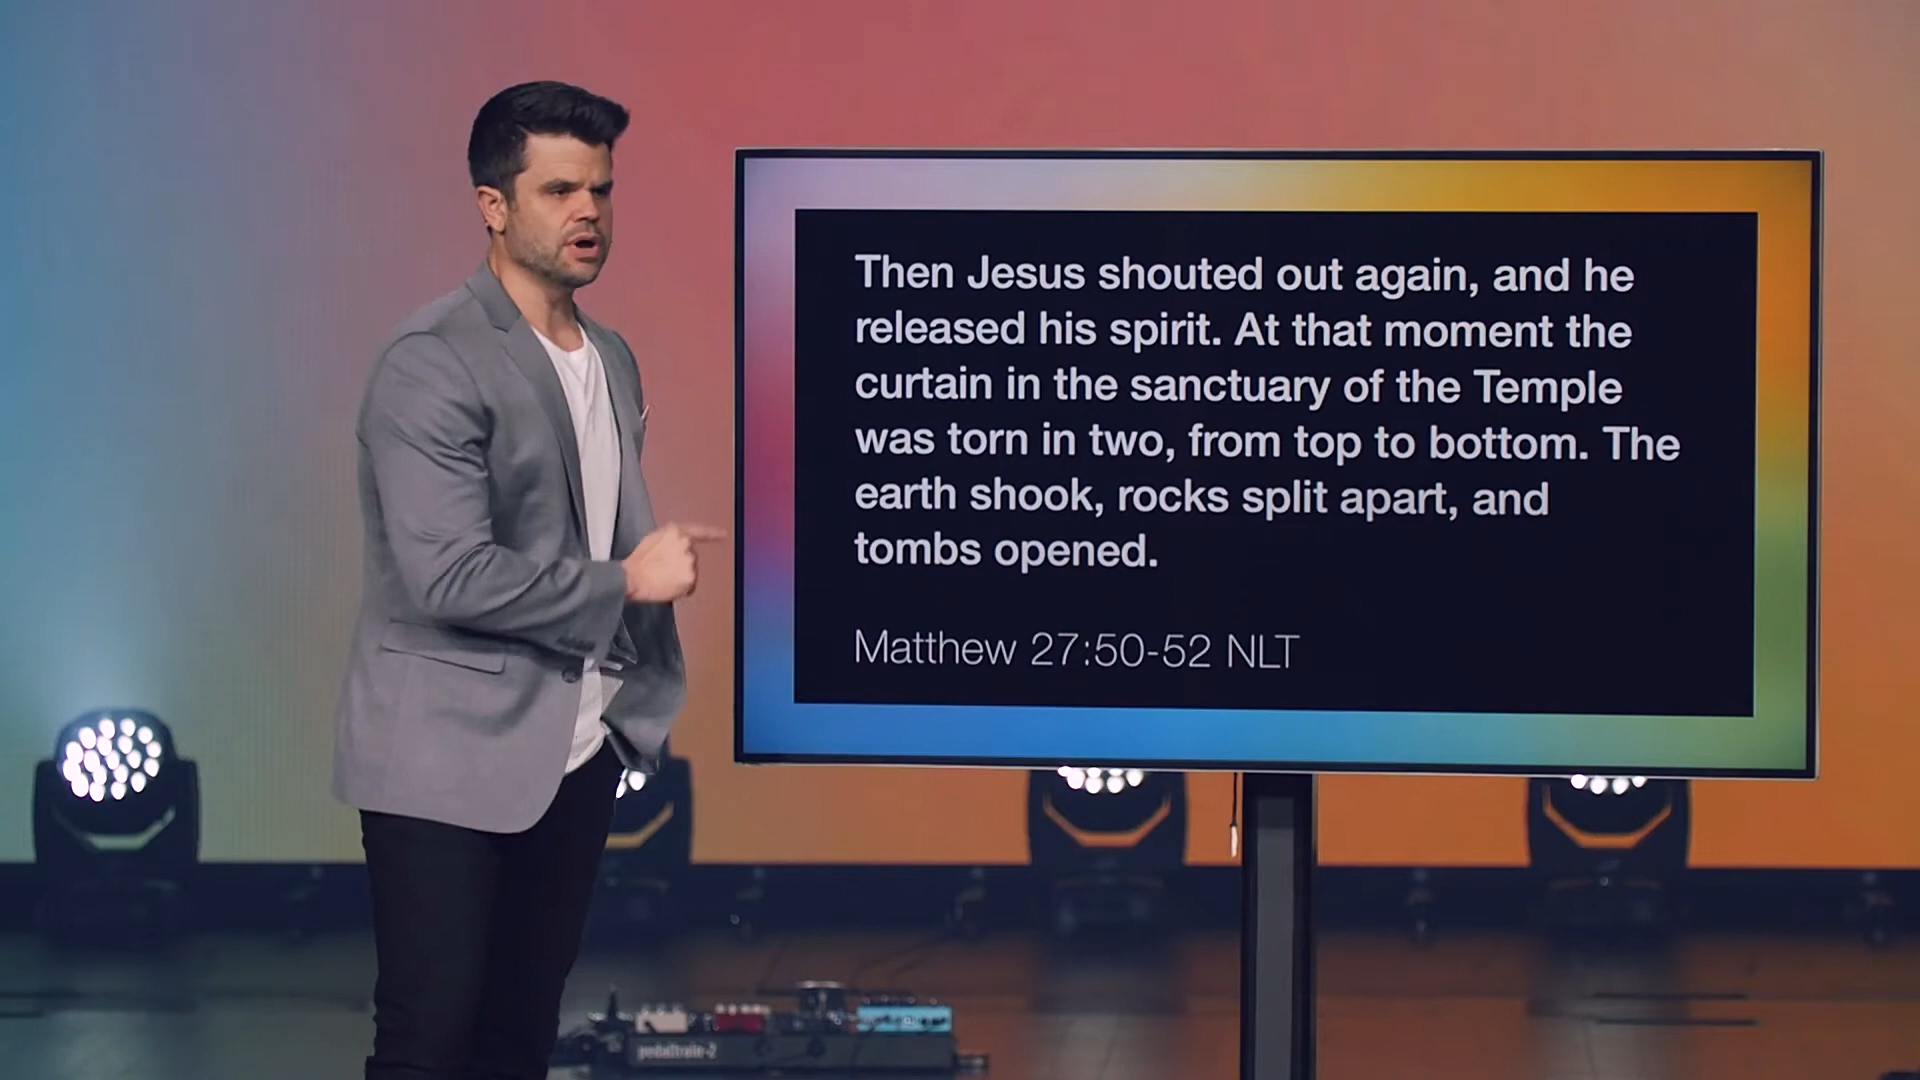 Then Jesus shouted out again, and he
released his spirit. At that moment the
curtain in the sanctuary of the Temple
was torn in two, from top to bottom. The
earth shook, rocks split apart, and
tombs opened.
Matthew 27:50-52 NLT
pedaltrain-2